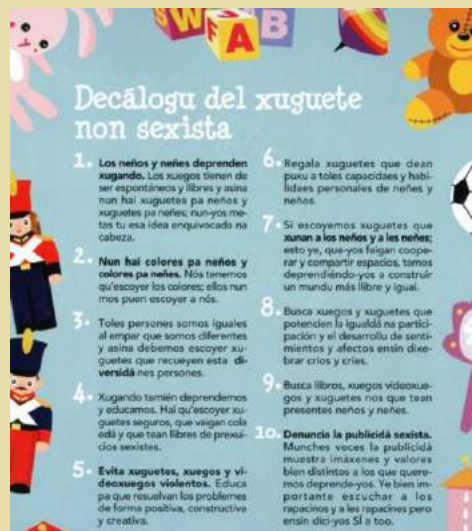 SWFAB
Decálogu del xuguete
non sexista
1. Los neños y neñes deprenden
xugando. Los xuegos tienen de
ser espontáneos y llibres y asina
nun hai xuguetes pa neños y
xuguetes pa neñes; nun-yos me-
tas tu esa idea enquivocada na
cabeza.
2. Nun hai colores pa neños y
colores pa neñes. Nós tenemos
qu'escoyer los colores; ellos nun
mos puen escoyer a nós.
3. Toles persones somos iguales
al empar que somos diferentes
y asina debemos escoyer xu-
guetes que recueyen esta di-
versidá nes persones.
4. Xugando tamién deprendemos
y educamos. Hai qu'escoyer xu-
guetes seguros, que vaigan cola
edá y que tean llibres de prexui-
cios sexistes.
5. Evita xuguetes, xuegos y vi-
deoxuegos violentos. Educa
pa que resuelvan los problemes
de forma positiva, constructiva
y creativa.
6. Regala xuguetes que dean
puxu a toles capacidaes y habi-
lidaes personales de neñes y
neños.
7. Si escoyemos xuguetes que
xunan a los neños y a les neñes;
esto ye, que-yos faigan coope-
rar y compartir espacios, tamos
deprendiéndo-yos a construir
un mundu más llibre y igual.
8. Busca xuegos y xuguetes que
potencien la igualdá na partici-
pación y el desarrollu de senti-
mientos y afectos ensin dixe-
brar críos y críes.
9. Busca llibros, xuegos videoxue-
gos y xuguetes nos que tean
presentes neños y neñes.
10. Denuncia la publicidá sexista.
Munches veces la publicidá
muestra imáxenes y valores
bien distintos a los que quere-
mos deprende-yos. Ye bien im-
portante escuchar a los
rapacinos y a les rapacines pero
ensin dici-yos SÍ a too.